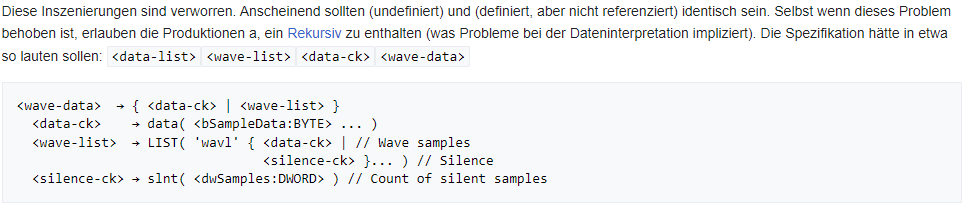 Diese Inszenierungen sind verworren. Anscheinend sollten (undefiniert) und (definiert, aber nicht referenziert) identisch sein. Selbst wenn dieses Problem
behoben ist, erlauben die Produktionen a, ein Rekursiv zu enthalten (was Probleme bei der Dateninterpretation impliziert). Die Spezifikation hätte in etwa
so lauten sollen: <data-list> <wave-list> <data-ck> <wave-data>
<wave-data> → { <data-ck> | <wave-list> }
<data-ck> → data( <bSampleData:BYTE> ... )
<wave-list> → LIST( 'wavl' { <data-ck> | // Wave samples
<silence-ck> }... ) // Silence
<silence-ck> → slnt( <dwSamples:DWORD> ) // Count of silent samples